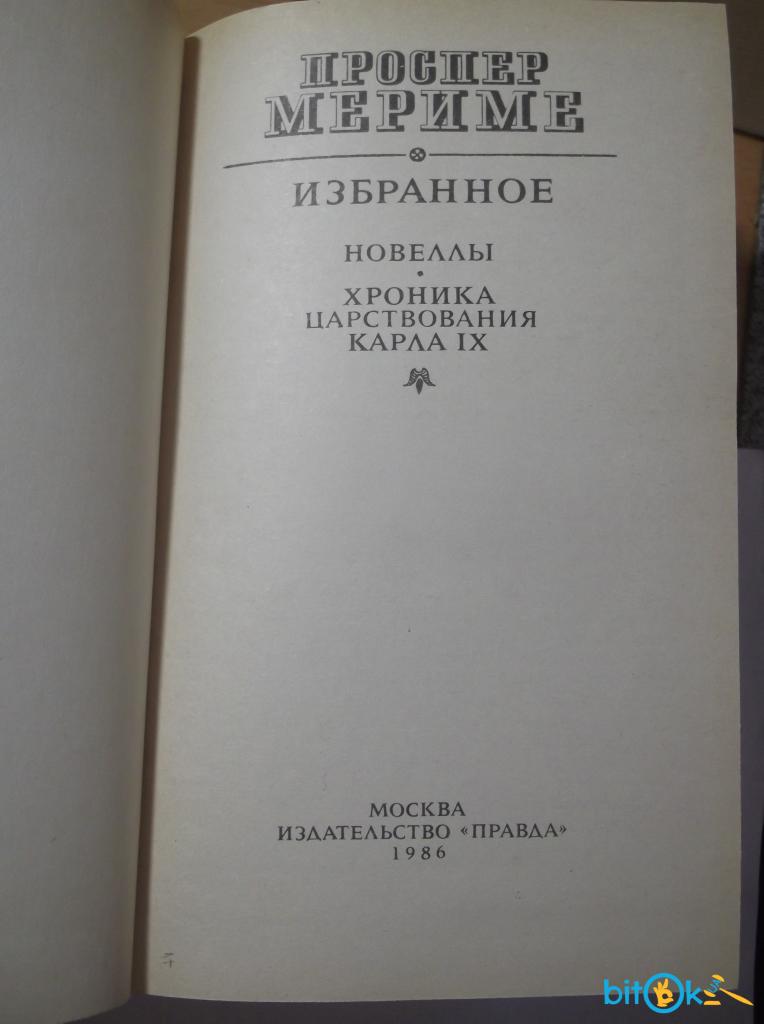 ПРОСПЕР
МЕРИМЕ
ИЗБРАННОЕ
НОВЕЛЛЫ
ХРОНИКА
ЦАРСТВОВАНИЯ
КАРЛА IX
МОСКВА
ИЗДАТЕЛЬСТВО «ПРАВДА»
1986
bitOk